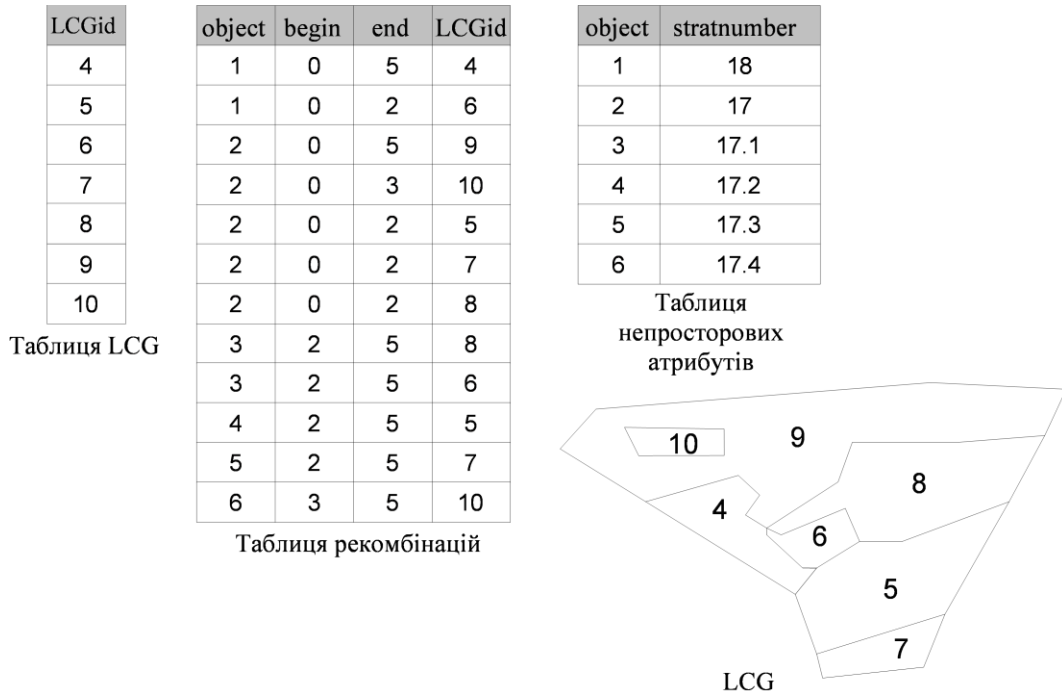 LCGid
4
5
6
7
8
9
10
Таблиця LCG
object begin end LCGid
1 0 5 4
1 0 2 6
2 0 5 9
2 0 3 10
2 0 2 5
2 0 2 7
2 0 2 8
3 2 5 8
3 2 5 6
4 2 5 5
5 2 5 7
6 3 5 10
Таблиця рекомбінацій
object stratnumber
1 18
2 17
3 17.1
4 17.2
5 17.3
6 17.4
Таблиця
непросторових
атрибутів
10 9
8
4
6
5
7
LCG